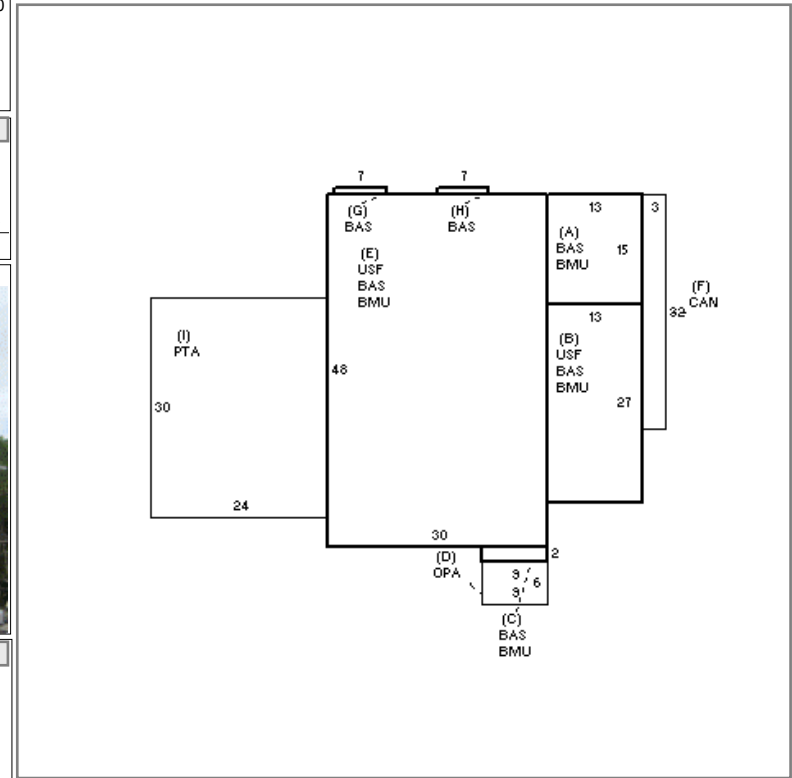 7
7
13
3
(G)
BAS
(H)
BAS
(A)
BAS
BMU
15
(E)
USF
BAS
BMU
(F)
CAN
32
13
(I)
PTA
(B)
USF
BAS
BMU
48
30
27
24
30
2
(D)
OPA
9
6
9
(C)
BAS
BMU